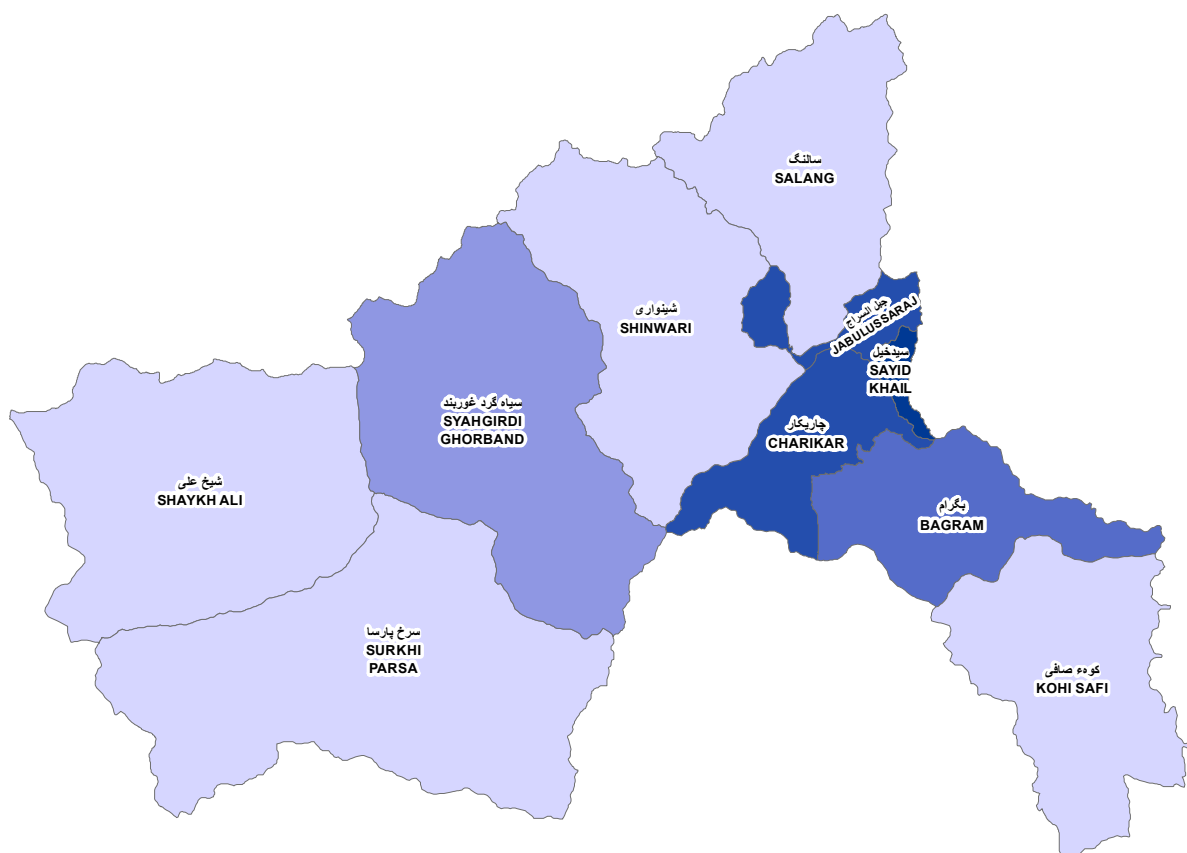 سالنگ
SALANG
شینواری
SHINWARI
جبل السراج
JABULUSSARAJ
سیدخیل
SAYID
KHAIL
سیاه گرد غوربند
SYAHGIRDI
GHORBAND
چاریکار
CHARIKAR
شیخ علی
SHAYKH ALI
بگرام
BAGRAM
سرخ پارسا
SURKHI
PARSA
کوهء صافی
KOHI SAFI